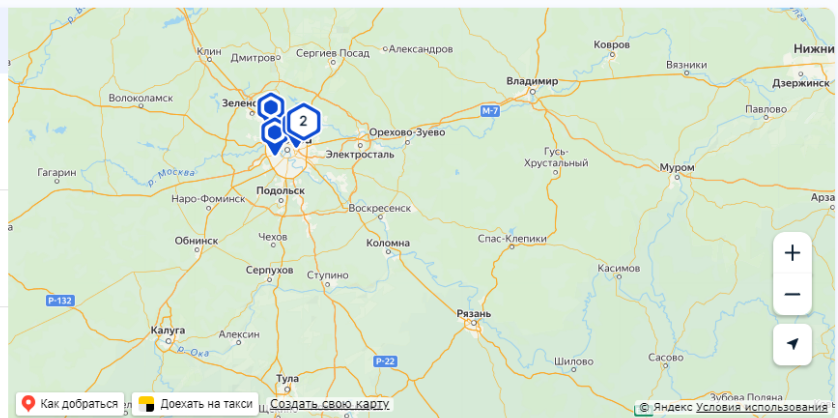 Клин
Дмитров
Сергиев Посад
Александров
Ковров
Нижни
Вязники
Дзержинск
Владимир
Волоколамск
М-7
Павлово
2
Орехово-Зуево
Электросталь
Гусь-
Хрустальный
Муром
Гагарин
р. Москва
Подольск
Наро-Фоминск
Воскресенск
Арза
Обнинск
Чехов
Коломна
Спас-Клепики
Серпухов
Ступино
Касимов
Р-132
Рязань
Калуга
Алексин
р. Ока
Р-22
Шилово
Сасово
Тула
Зубова Поляна
Как добраться
Доехать на такси
Создать свою карту
© Яндекс Условия использования